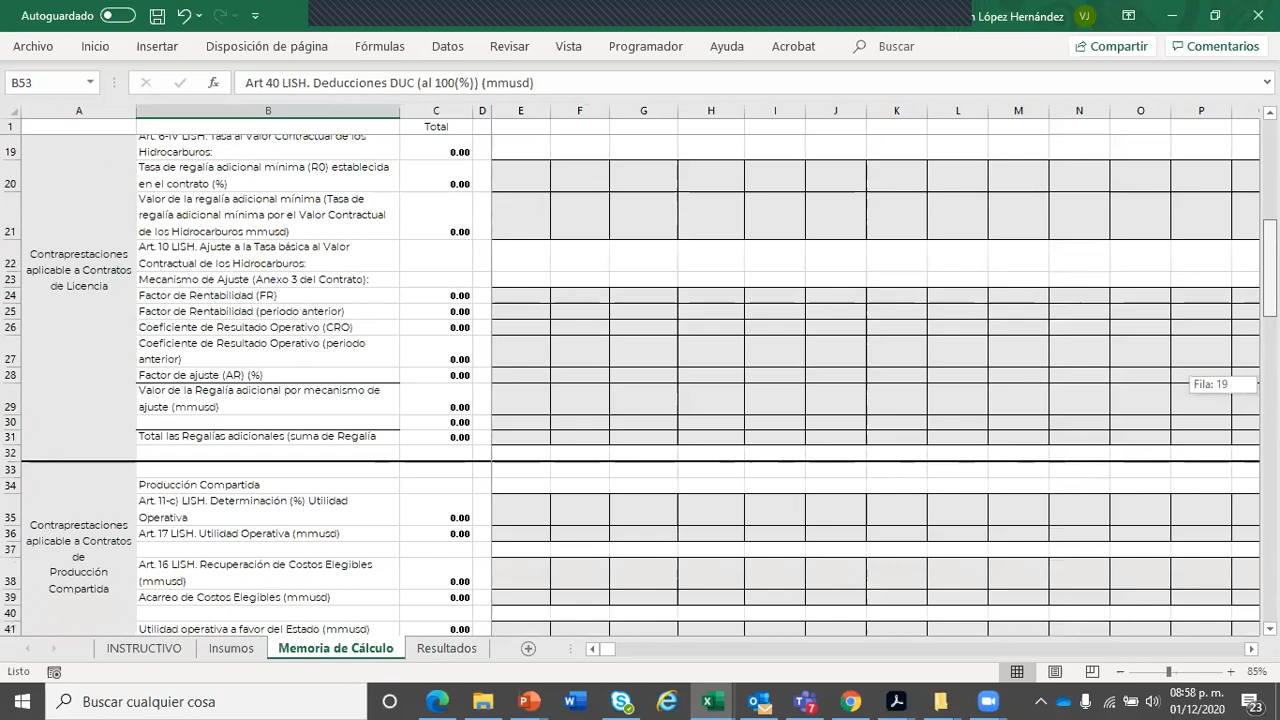 Autoguardado
n López Hernández
VJ
Archivo Inicio Insertar Disposición de página Fórmulas Datos Revisar Vista Programador Ayuda Acrobat Buscar Compartir Comentarios
B53 fx Art 40 LISH. Deducciones DUC (al 100(%)) (mmusd)
A B C D E F G H I J K L M N O P
1 Total
Art. 6-IV LISH. Tasa al Valor Contractual de los
19 Hidrocarburos: 0.00
Tasa de regalía adicional mínima (R0) establecida
20 en el contrato (%) 0.00
Valor de la regalía adicional mínima (Tasa de
regalía adicional mínima por el Valor Contractual
21 de los Hidrocarburos mmusd) 0.00
Contraprestaciones
aplicable a Contratos
de Licencia
Art. 10 LISH. Ajuste a la Tasa básica al Valor
22 Contractual de los Hidrocarburos:
23 Mecanismo de Ajuste (Anexo 3 del Contrato):
24 Factor de Rentabilidad (FR) 0.00
25 Factor de Rentabilidad (periodo anterior) 0.00
26 Coeficiente de Resultado Operativo (CRO) 0.00
Coeficiente de Resultado Operativo (periodo
27 anterior) 0.00
28 Factor de ajuste (AR) (%) 0.00
Valor de la Regalía adicional por mecanismo de
29 ajuste (mmusd) 0.00
Fila: 19
30 0.00
31 Total las Regalías adicionales (suma de Regalía 0.00
32
33
34 Producción Compartida
Art. 11-c) LISH. Determinación (%) Utilidad
35 Operativa 0.00
36 Art. 17 LISH. Utilidad Operativa (mmusd) 0.00
37
Contraprestaciones
aplicable a Contratos
de
Producción
Compartida
Art. 16 LISH. Recuperación de Costos Elegibles
38 (mmusd) 0.00
39 Acarreo de Costos Elegibles (mmusd) 0.00
40
41 Utilidad operativa a favor del Estado (mmusd) 0.00
INSTRUCTIVO Insumos Memoria de Cálculo Resultados
Listo 85%
Buscar cualquier cosa
7
08:58 p. m.
01/12/2020
23